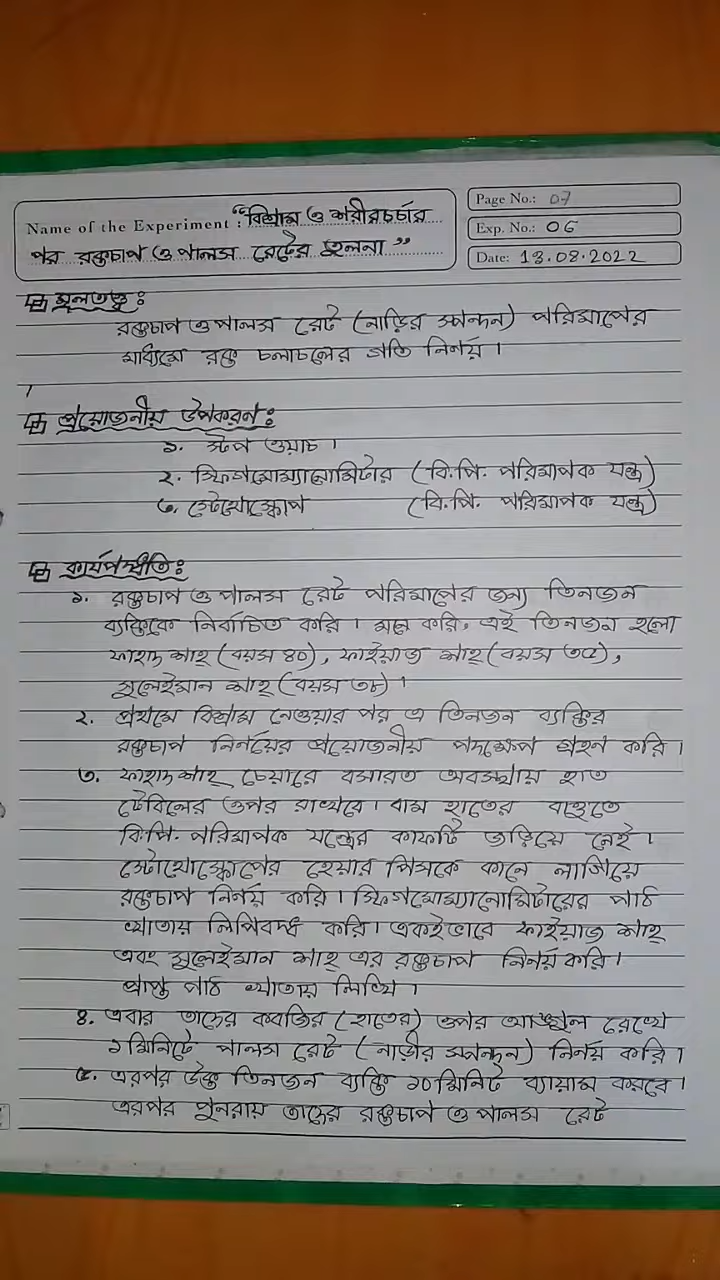 Name of the Experiment : "বিশ্রাম ও শরীরচর্চার
পর রক্তচাপ ও পালস রেটের তুলনা"
Page No.: 07
Exp. No.: 06
Date: 13.08.2022
মূলতত্ত্ব :
রক্তচাপ ও পালস রেট (নাড়ির স্পন্দন) পরিমাপের
মাধ্যমে রক্ত চলাচলের গতি নির্ণয়।
প্রয়োজনীয় উপকরণ :
১. স্টপ ওয়াচ।
২. স্ফিগমোম্যানোমিটার (বি.পি. পরিমাপক যন্ত্র)
৩. স্টেথোস্কোপ (বি.পি. পরিমাপক যন্ত্র)
কার্যপদ্ধতি :
১. রক্তচাপ ও পালস রেট পরিমাপের জন্য তিনজন
ব্যক্তিকে নির্বাচিত করি। মনে করি, এই তিনজন হলো
ফাহাদ শাহ্ (বয়স ৪০), ফাইয়াজ শাহ্ (বয়স ৩৫),
সুলেইমান শাহ্ (বয়স ৩৮)।
২. প্রথমে বিশ্রাম নেওয়ার পর এ তিনজন ব্যক্তির
রক্তচাপ নির্ণয়ের প্রয়োজনীয় পদক্ষেপ গ্রহণ করি।
৩. ফাহাদ শাহ্ চেয়ারে বসারত অবস্থায় হাত
টেবিলের ওপর রাখবে। বাম হাতের বাহুতে
বি.পি. পরিমাপক যন্ত্রের কাফটি জড়িয়ে নেই।
স্টেথোস্কোপের হেয়ার পিসকে কানে লাগিয়ে
রক্তচাপ নির্ণয় করি। স্ফিগমোম্যানোমিটারের পাঠ
খাতায় লিপিবদ্ধ করি। একইভাবে ফাইয়াজ শাহ্
এবং সুলেইমান শাহ্ এর রক্তচাপ নির্ণয় করি।
প্রাপ্ত পাঠ খাতায় লিখি।
৪. এবার তাদের কবজির (হাতের) ওপর আঙ্গুল রেখে
১ মিনিটে পালস রেট (নাড়ীর স্পন্দন) নির্ণয় করি।
৫. এরপর উক্ত তিনজন ব্যক্তি ১০ মিনিট ব্যায়াম করবে।
এরপর পুনরায় তাদের রক্তচাপ ও পালস রেট